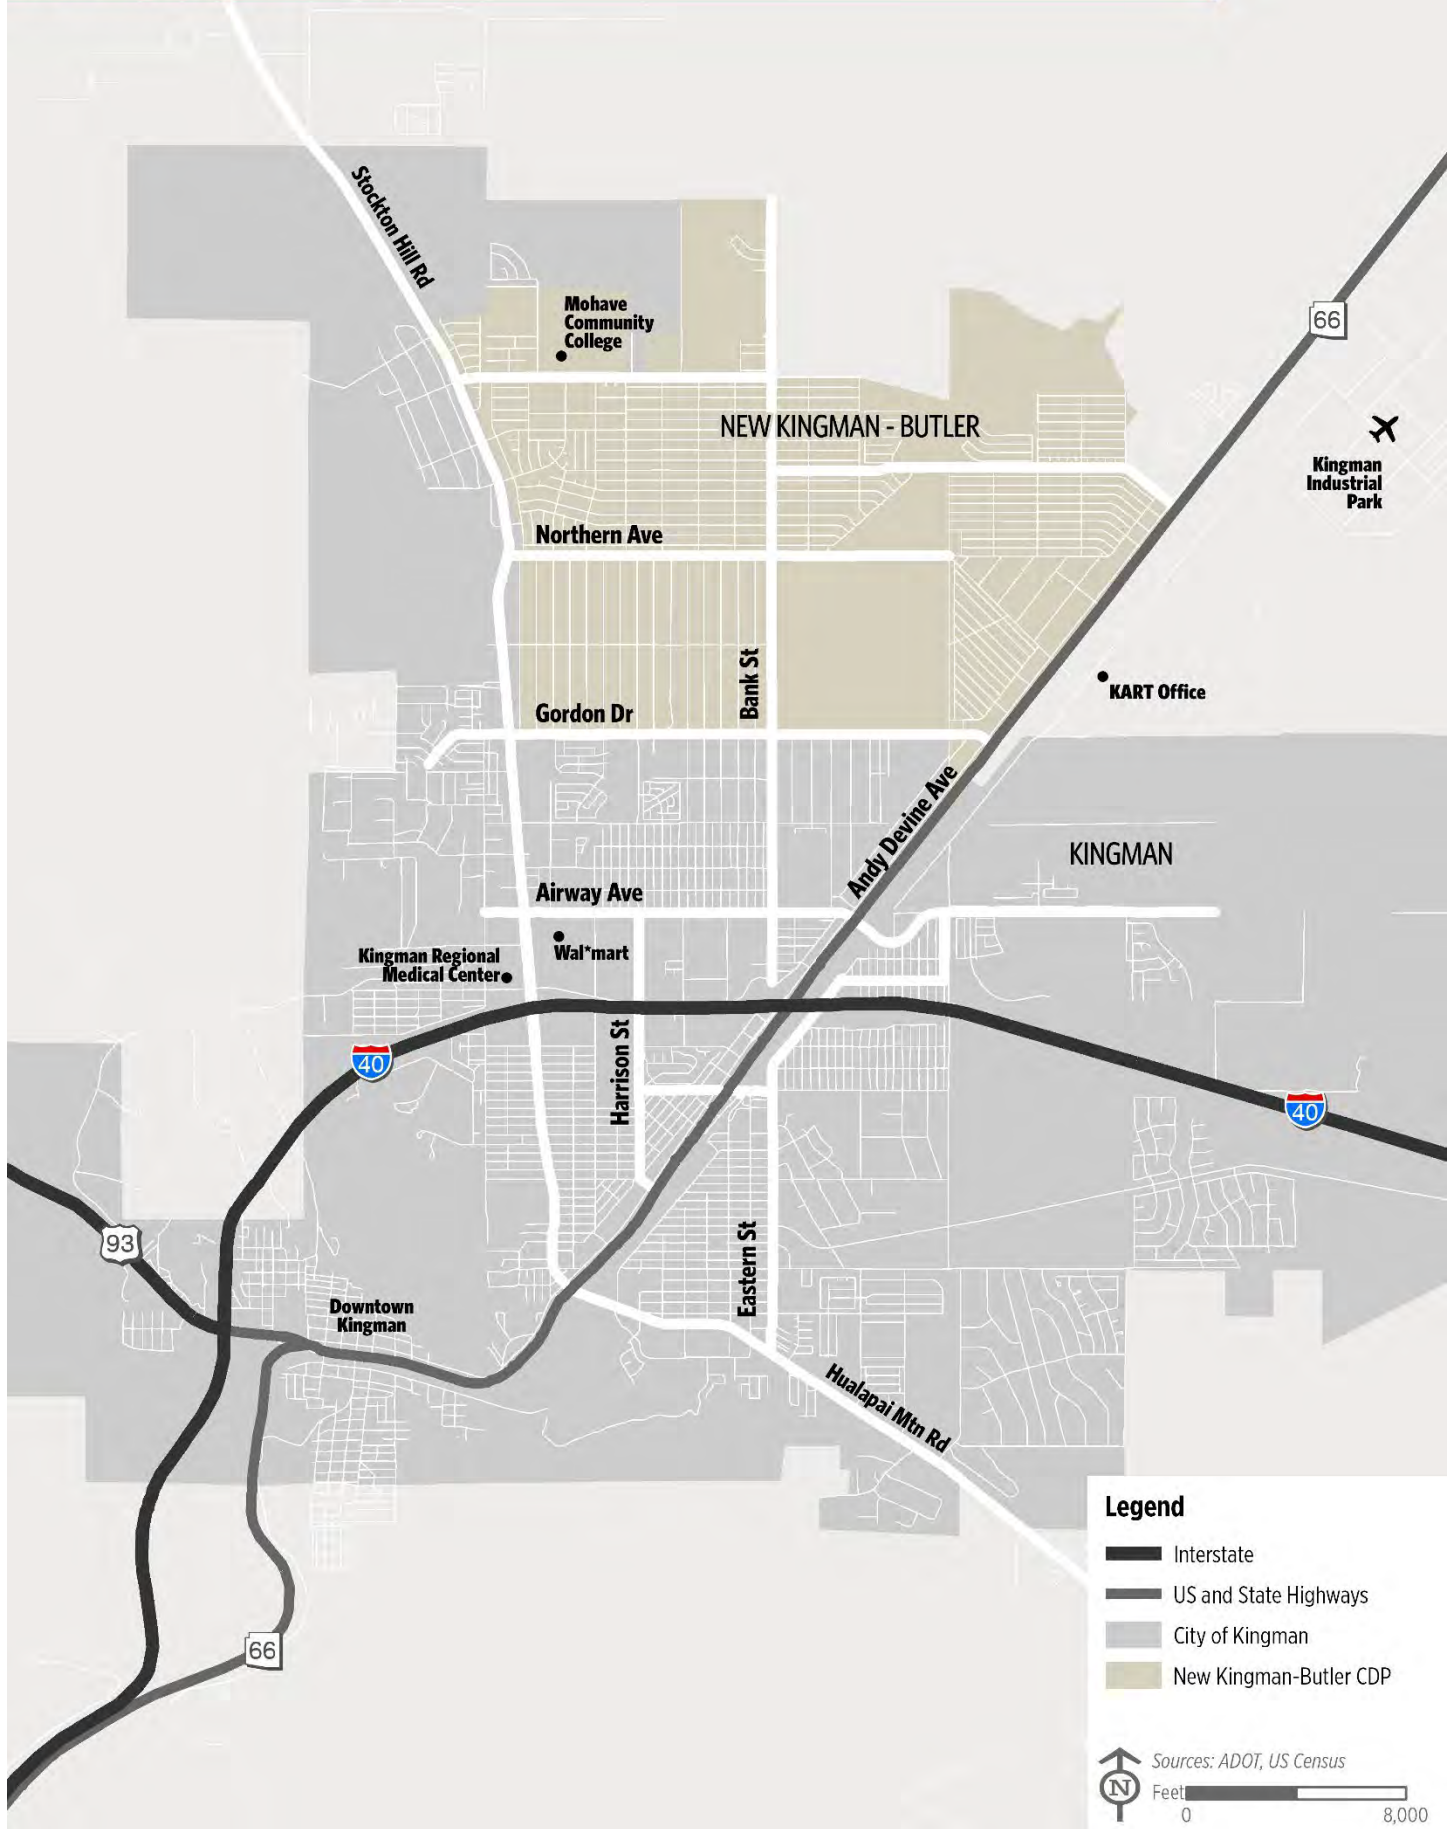 Stockton Hill Rd
Mohave
Community
College
66
NEW KINGMAN - BUTLER
Kingman
Industrial
Park
Northern Ave
Bank St
KART Office
Gordon Dr
Andy Devine Ave
KINGMAN
Airway Ave
Wal*mart
Kingman Regional
Medical Center
Harrison St
40
40
93
Eastern St
Downtown
Kingman
Hualapai Mtn Rd
66
Legend
Interstate
US and State Highways
City of Kingman
New Kingman-Butler CDP
N
Sources: ADOT, US Census
Feet
0 8,000